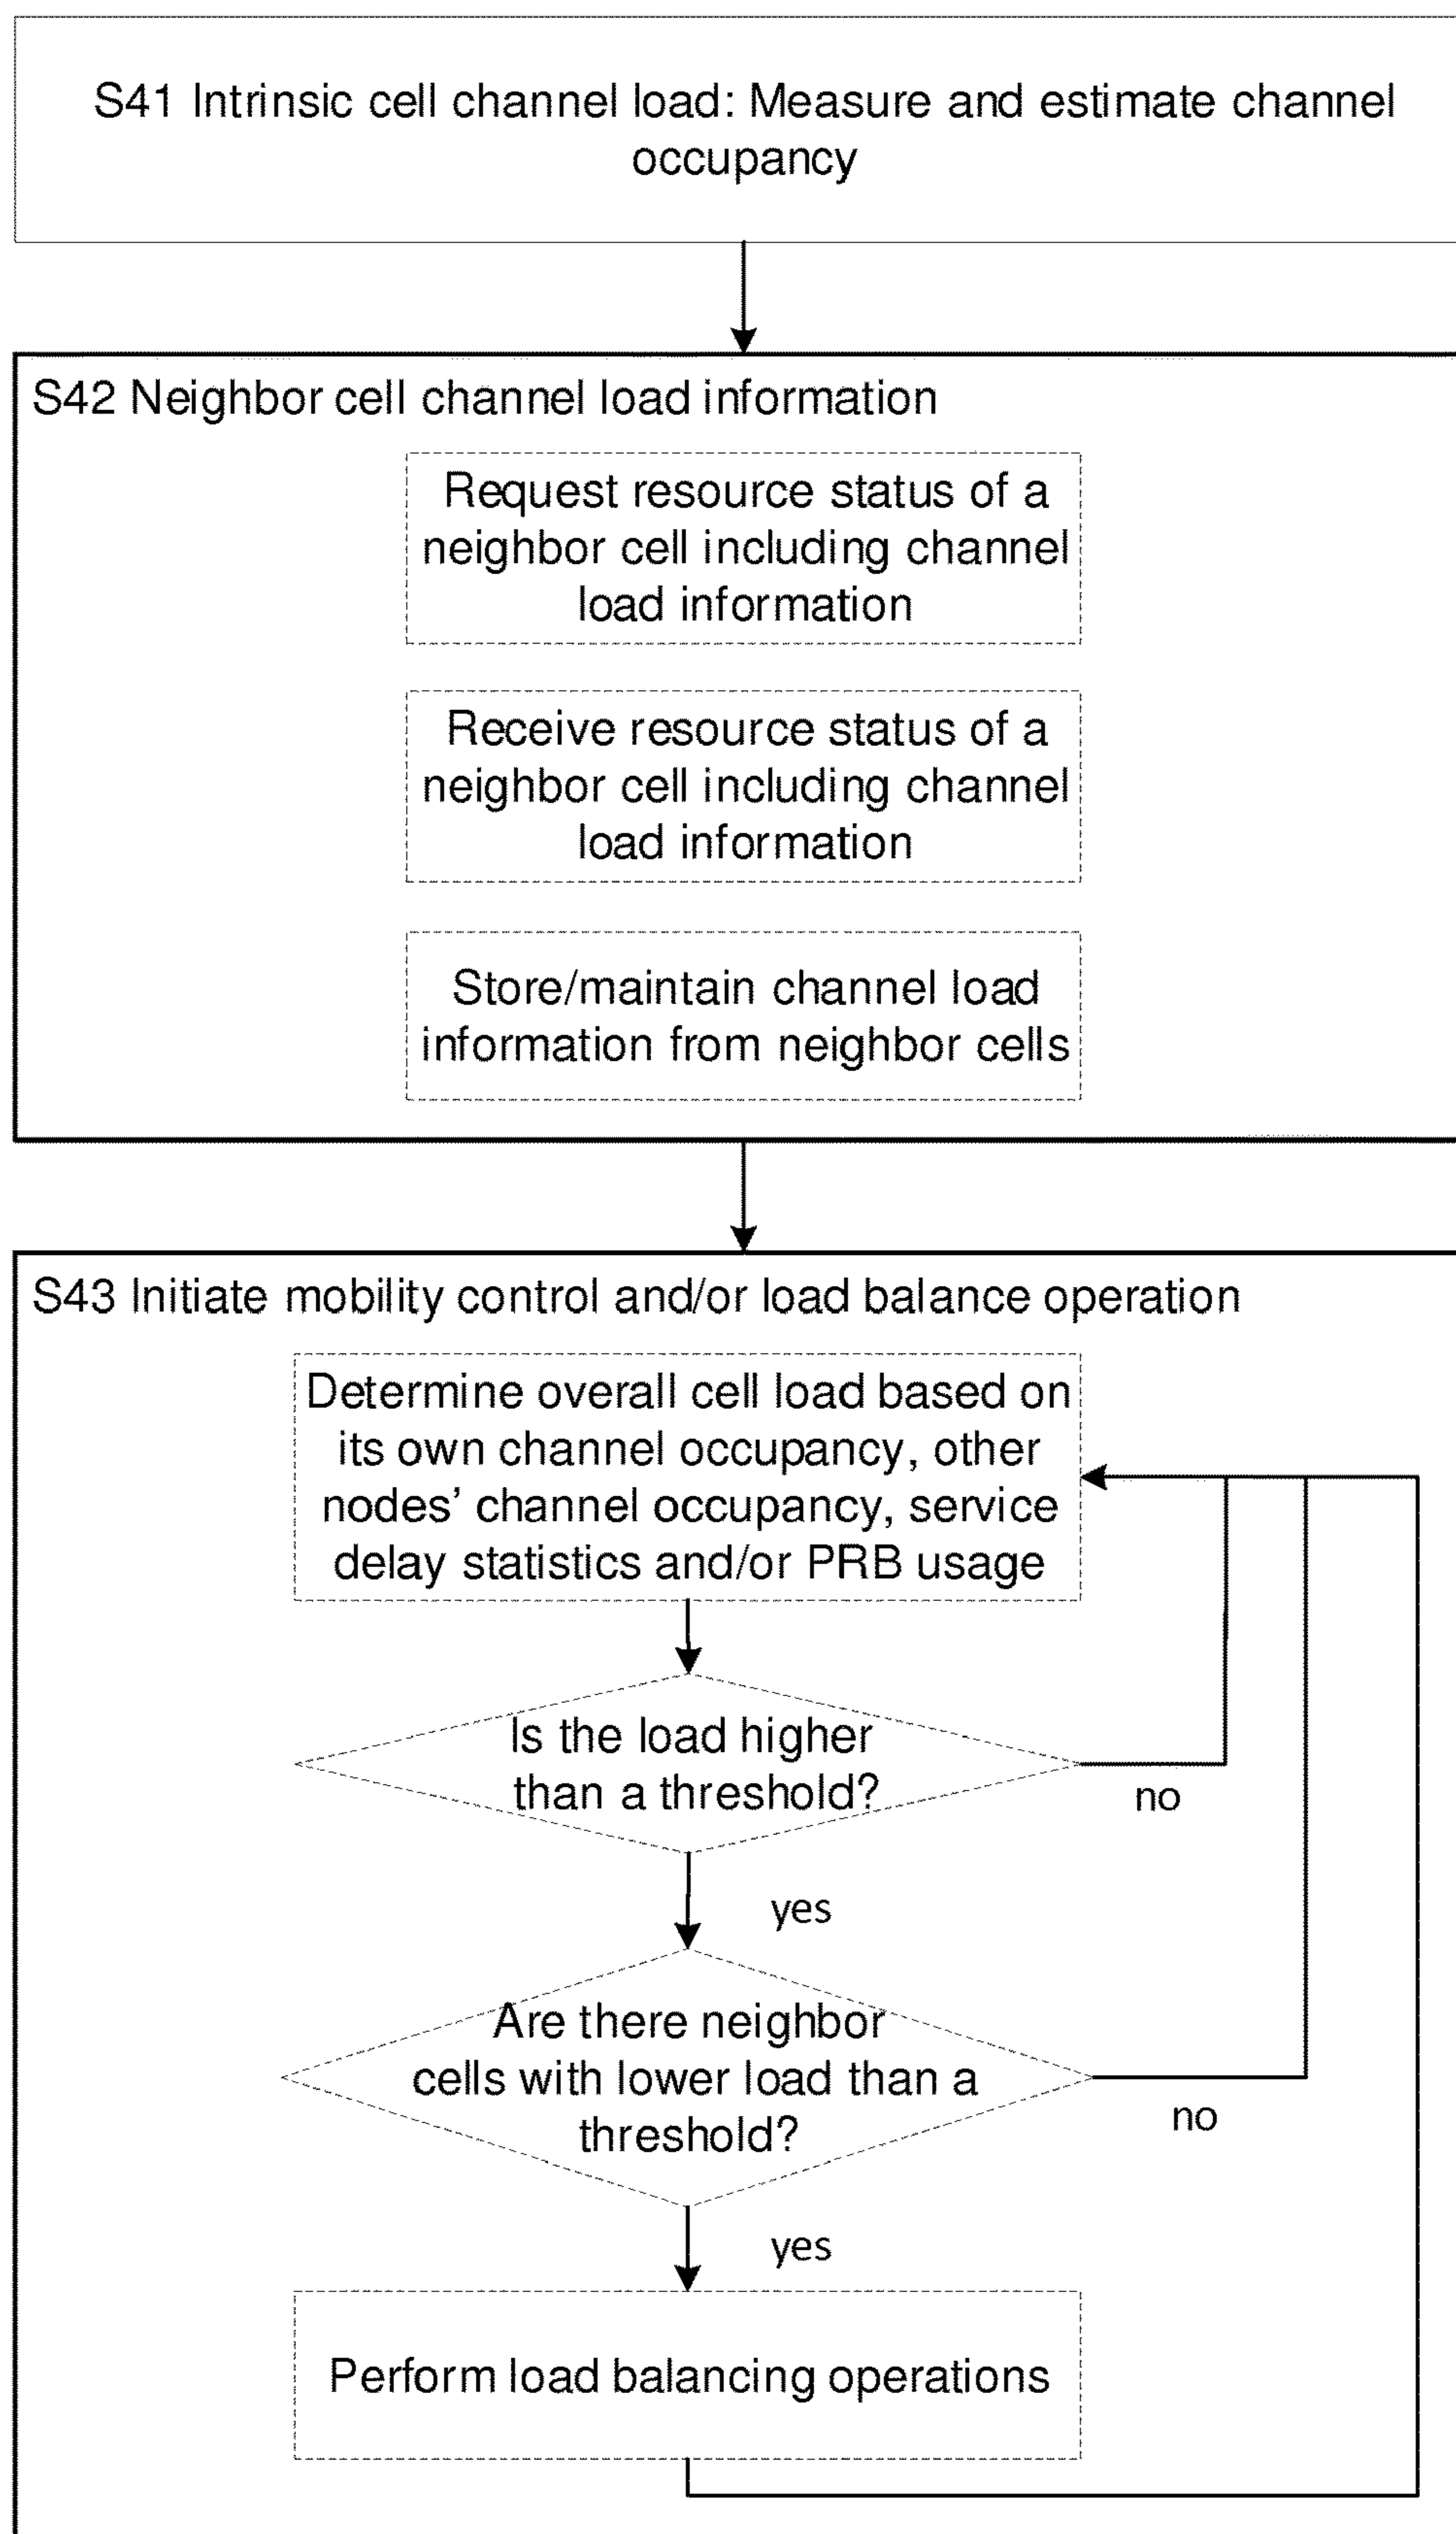 S41 Intrinsic cell channel load: Measure and estimate channel
occupancy
S42 Neighbor cell channel load information
Request resource status of a
neighbor cell including channel
load information
Receive resource status of a
neighbor cell including channel
load information
Store/maintain channel load
information from neighbor cells
S43 Initiate mobility control and/or load balance operation
Determine overall cell load based on
its own channel occupancy, other
nodes' channel occupancy, service
delay statistics and/or PRB usage
Is the load higher
than a threshold?
no
yes
Are there neighbor
cells with lower load than a
threshold?
no
yes
Perform load balancing operations